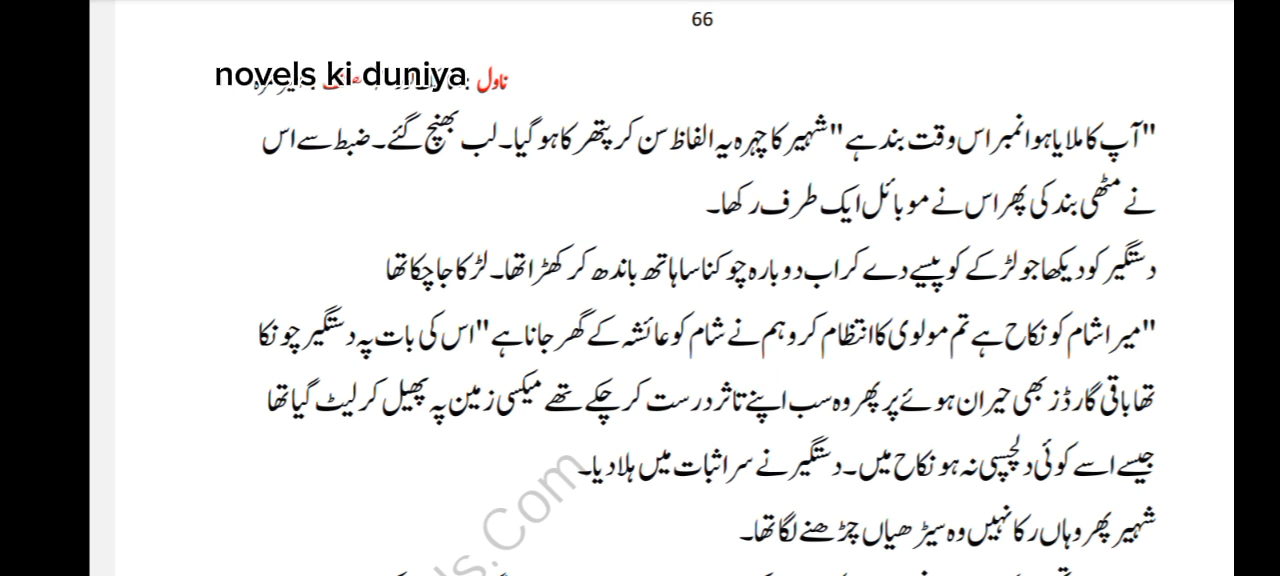 66
novels ki duniya
ناول
"آپ کا ملایا ہوا نمبر اس وقت بند ہے" شہیر کا چہرہ یہ الفاظ سن کر پتھر کا ہو گیا۔ لب بھنچ گئے۔ ضبط سے اس
نے مٹھی بند کی پھر اس نے موبائل ایک طرف رکھا۔
دستگیر کو دیکھا جو لڑکے کو پیسے دے کر اب دوبارہ چوکنا سا ہاتھ باندھ کر کھڑا تھا۔ لڑکا جا چکا تھا
"میرا شام کو نکاح ہے تم مولوی کا انتظام کرو ہم نے شام کو عائشہ کے گھر جانا ہے" اس کی بات پہ دستگیر چونکا
تھا باقی گارڈز بھی حیران ہوئے پر پھر وہ سب اپنے تاثر درست کر چکے تھے میکسی زمین پہ پھیل کر لیٹ گیا تھا
جیسے اسے کوئی دلچسپی نہ ہو نکاح میں۔ دستگیر نے سر اثبات میں ہلا دیا۔
شہیر پھر وہاں رکا نہیں وہ سیڑھیاں چڑھنے لگا تھا۔
ls.Com